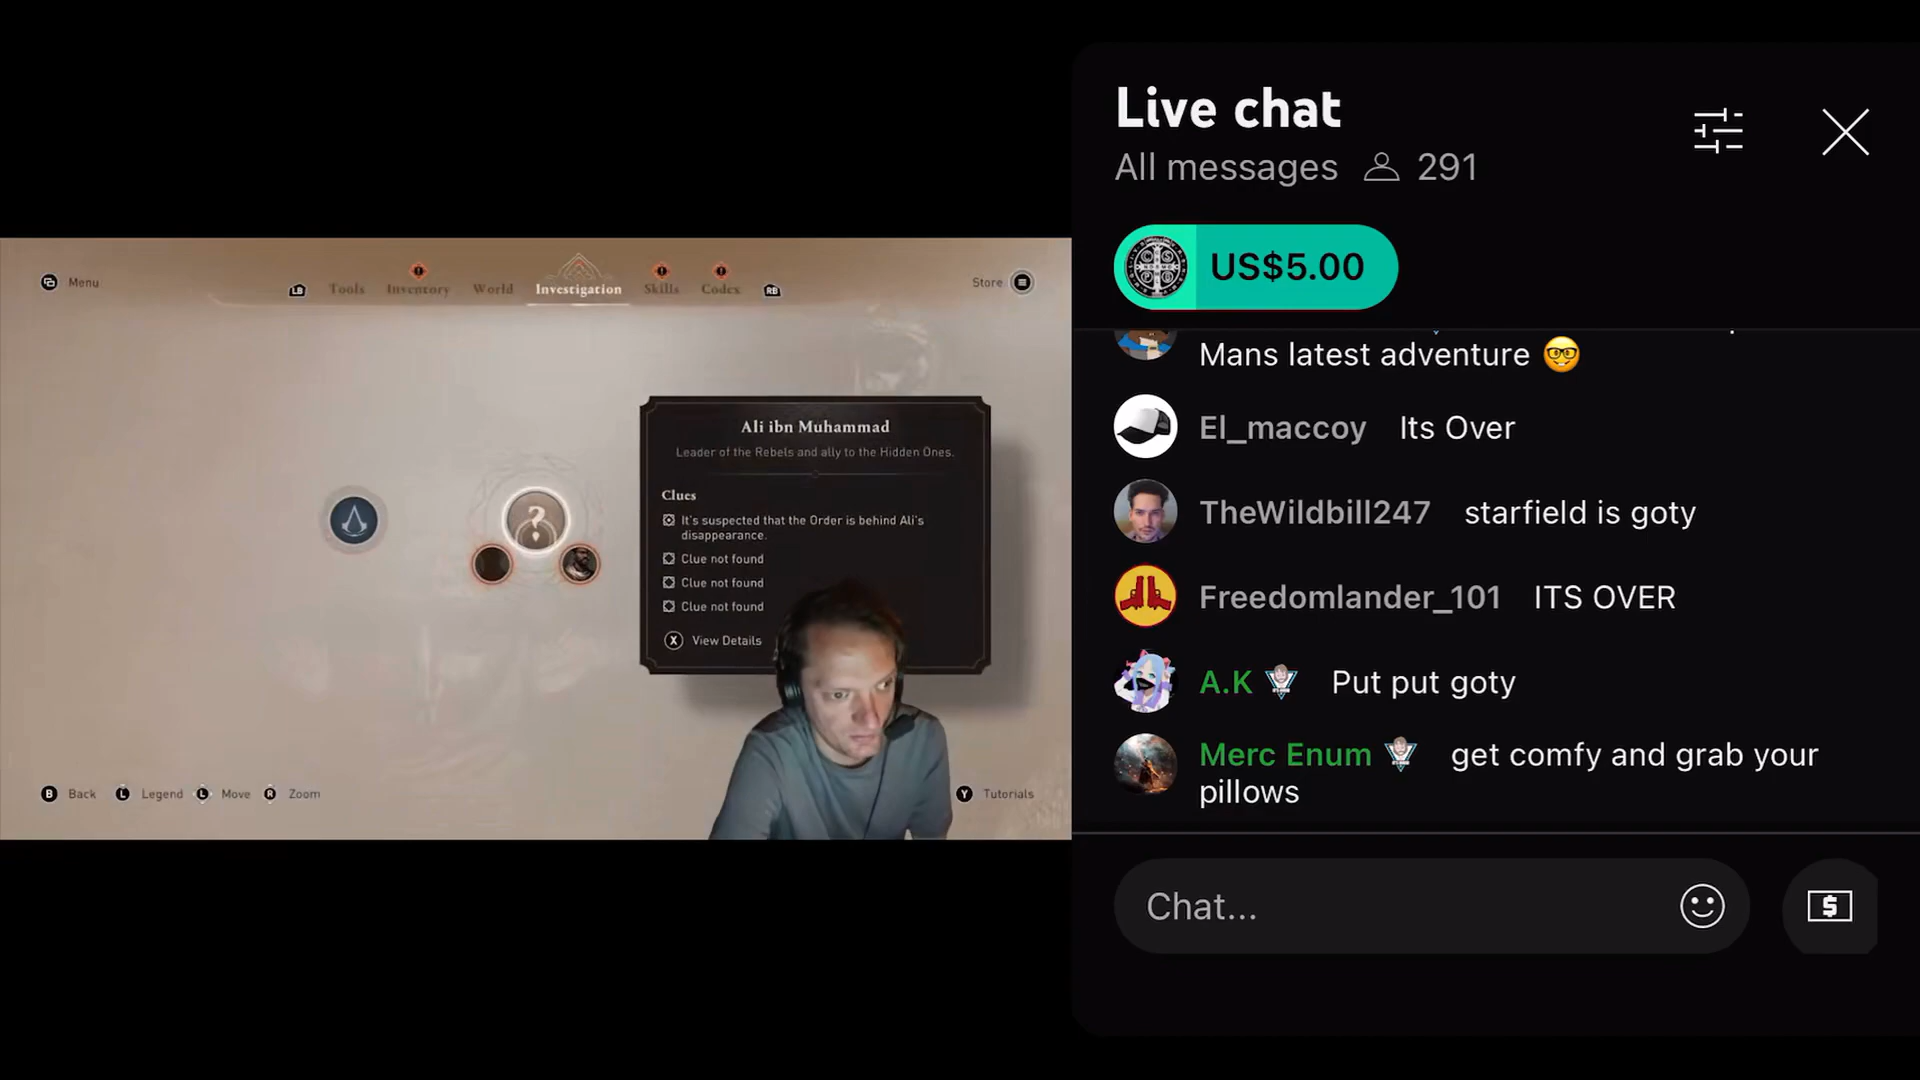 Menu
LB
Tools
Inventory
World
Investigation
Skills
Codex
RB
Store
Ali ibn Muhammad
Leader of the Rebels and ally to the Hidden Ones.
Clues
It's suspected that the Order is behind Ali's
disappearance.
Clue not found
Clue not found
Clue not found
X View Details
B Back
L Legend
L Move
R Zoom
Y Tutorials
Live chat
All messages 291
US$5.00
Mans latest adventure 🤓
El_maccoy Its Over
TheWildbill247 starfield is goty
Freedomlander_101 ITS OVER
A.K Put put goty
Merc Enum get comfy and grab your
pillows
Chat...